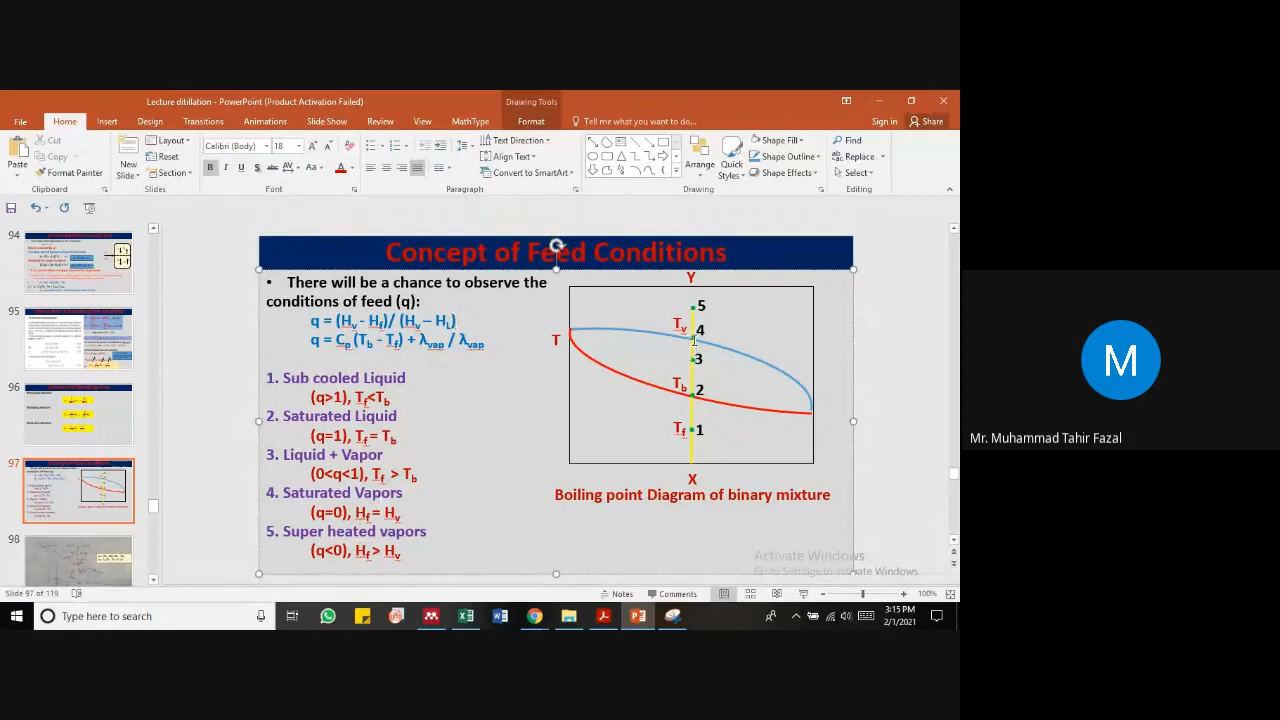 Lecture ditillation - PowerPoint (Product Activation Failed)
Drawing Tools
File
Home
Insert
Design
Transitions
Animations
Slide Show
Review
View
MathType
Format
Tell me what you want to do...
Sign in
Share
Paste
Cut
Copy
Format Painter
Clipboard
New Slide
Layout
Reset
Section
Slides
Calibri (Body)
18
Font
Text Direction
Align Text
Convert to SmartArt
Paragraph
Arrange
Quick Styles
Shape Fill
Shape Outline
Shape Effects
Drawing
Find
Replace
Select
Editing
94
95
96
97
98
Concept of Feed Conditions
• There will be a chance to observe the
conditions of feed (q):
q = (Hv - Hf)/ (Hv – HL)
q = Cp (Tb - Tf) + λvap / λvap
1. Sub cooled Liquid
(q>1), Tf<Tb
2. Saturated Liquid
(q=1), Tf = Tb
3. Liquid + Vapor
(0<q<1), Tf > Tb
4. Saturated Vapors
(q=0), Hf = Hv
5. Super heated vapors
(q<0), Hf > Hv
Y
5
Tv
4
T
3
Tb
2
Tf
1
X
Boiling point Diagram of binary mixture
Activate Windows
Go to Settings to activate Windows.
Slide 97 of 119
Notes
Comments
100%
Type here to search
3:15 PM
2/1/2021
M
Mr. Muhammad Tahir Fazal